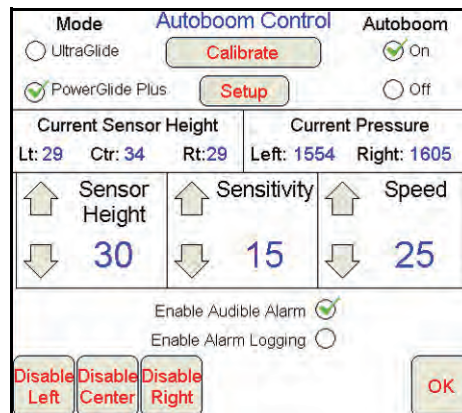 Mode Autoboom Control Autoboom
UltraGlide Calibrate On
PowerGlide Plus Setup Off
Current Sensor Height Current Pressure
Lt: 29 Ctr: 34 Rt:29 Left: 1554 Right: 1605
Sensor Height Sensitivity Speed
30 15 25
Enable Audible Alarm
Enable Alarm Logging
Disable Left Disable Center Disable Right OK